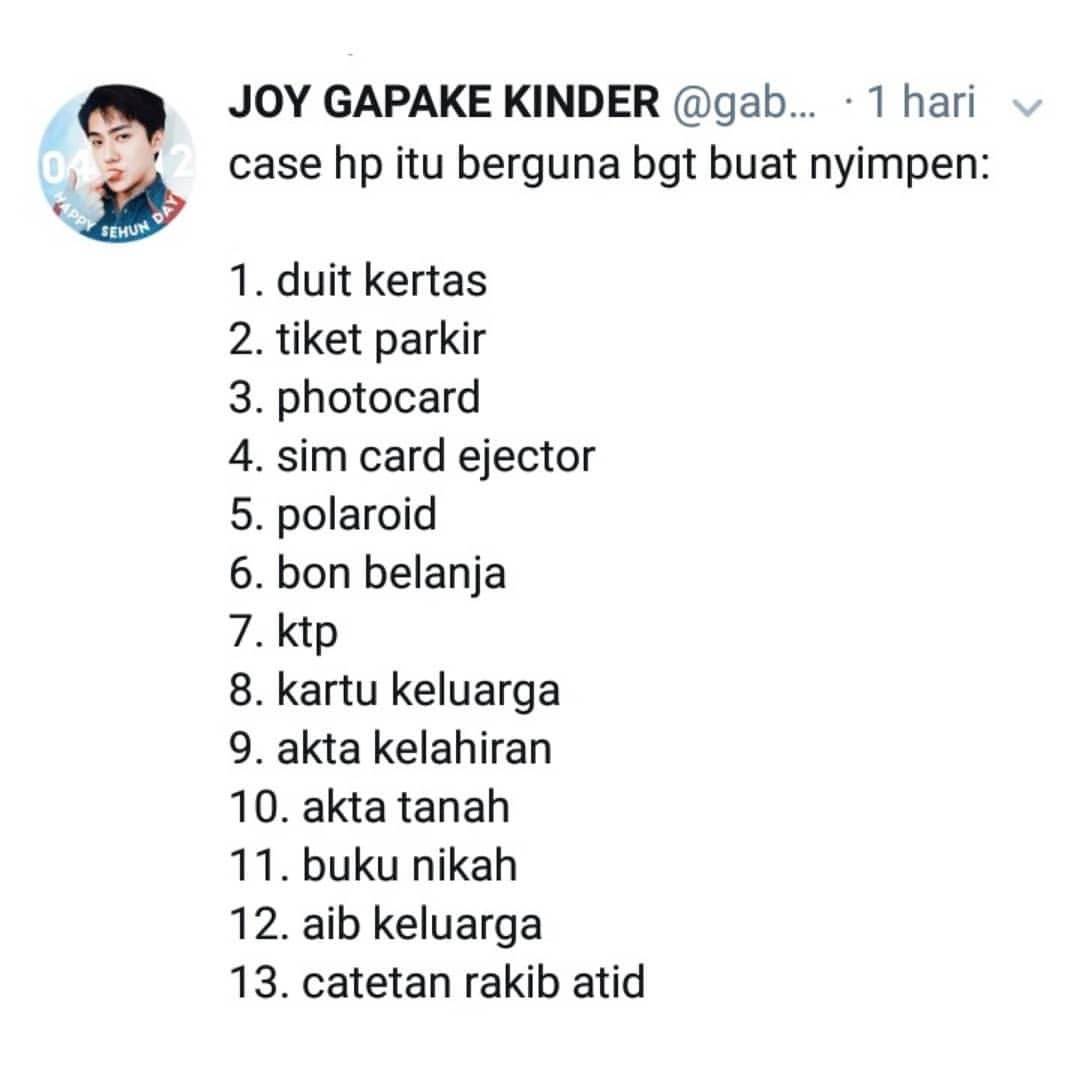 JOY GAPAKE KINDER @gab... · 1 hari
case hp itu berguna bgt buat nyimpen:
1. duit kertas
2. tiket parkir
3. photocard
4. sim card ejector
5. polaroid
6. bon belanja
7. ktp
8. kartu keluarga
9. akta kelahiran
10. akta tanah
11. buku nikah
12. aib keluarga
13. catetan rakib atid
HAPPY SEHUN DAY